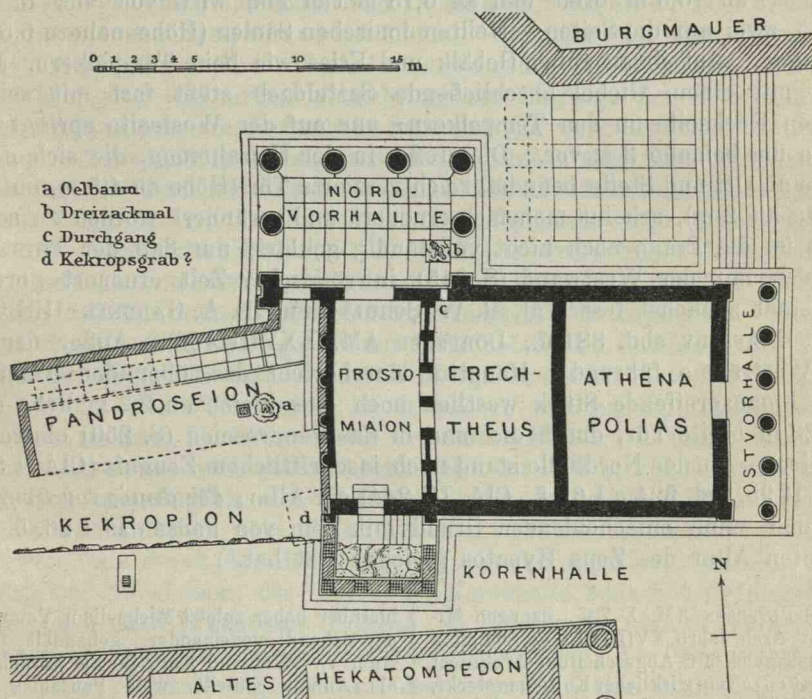 BURGMAUER
0 1 2 3 4 5 10 15 m
a Oelbaum
b Dreizackmal
c Durchgang
d Kekropsgrab ?
NORD-
VORHALLE
b
c
PROSTO-
MIAION
ERECH-
THEUS
ATHENA
POLIAS
OSTVORHALLE
PANDROSEION
a
KEKROPION
d
KORENHALLE
N
ALTES
HEKATOMPEDON